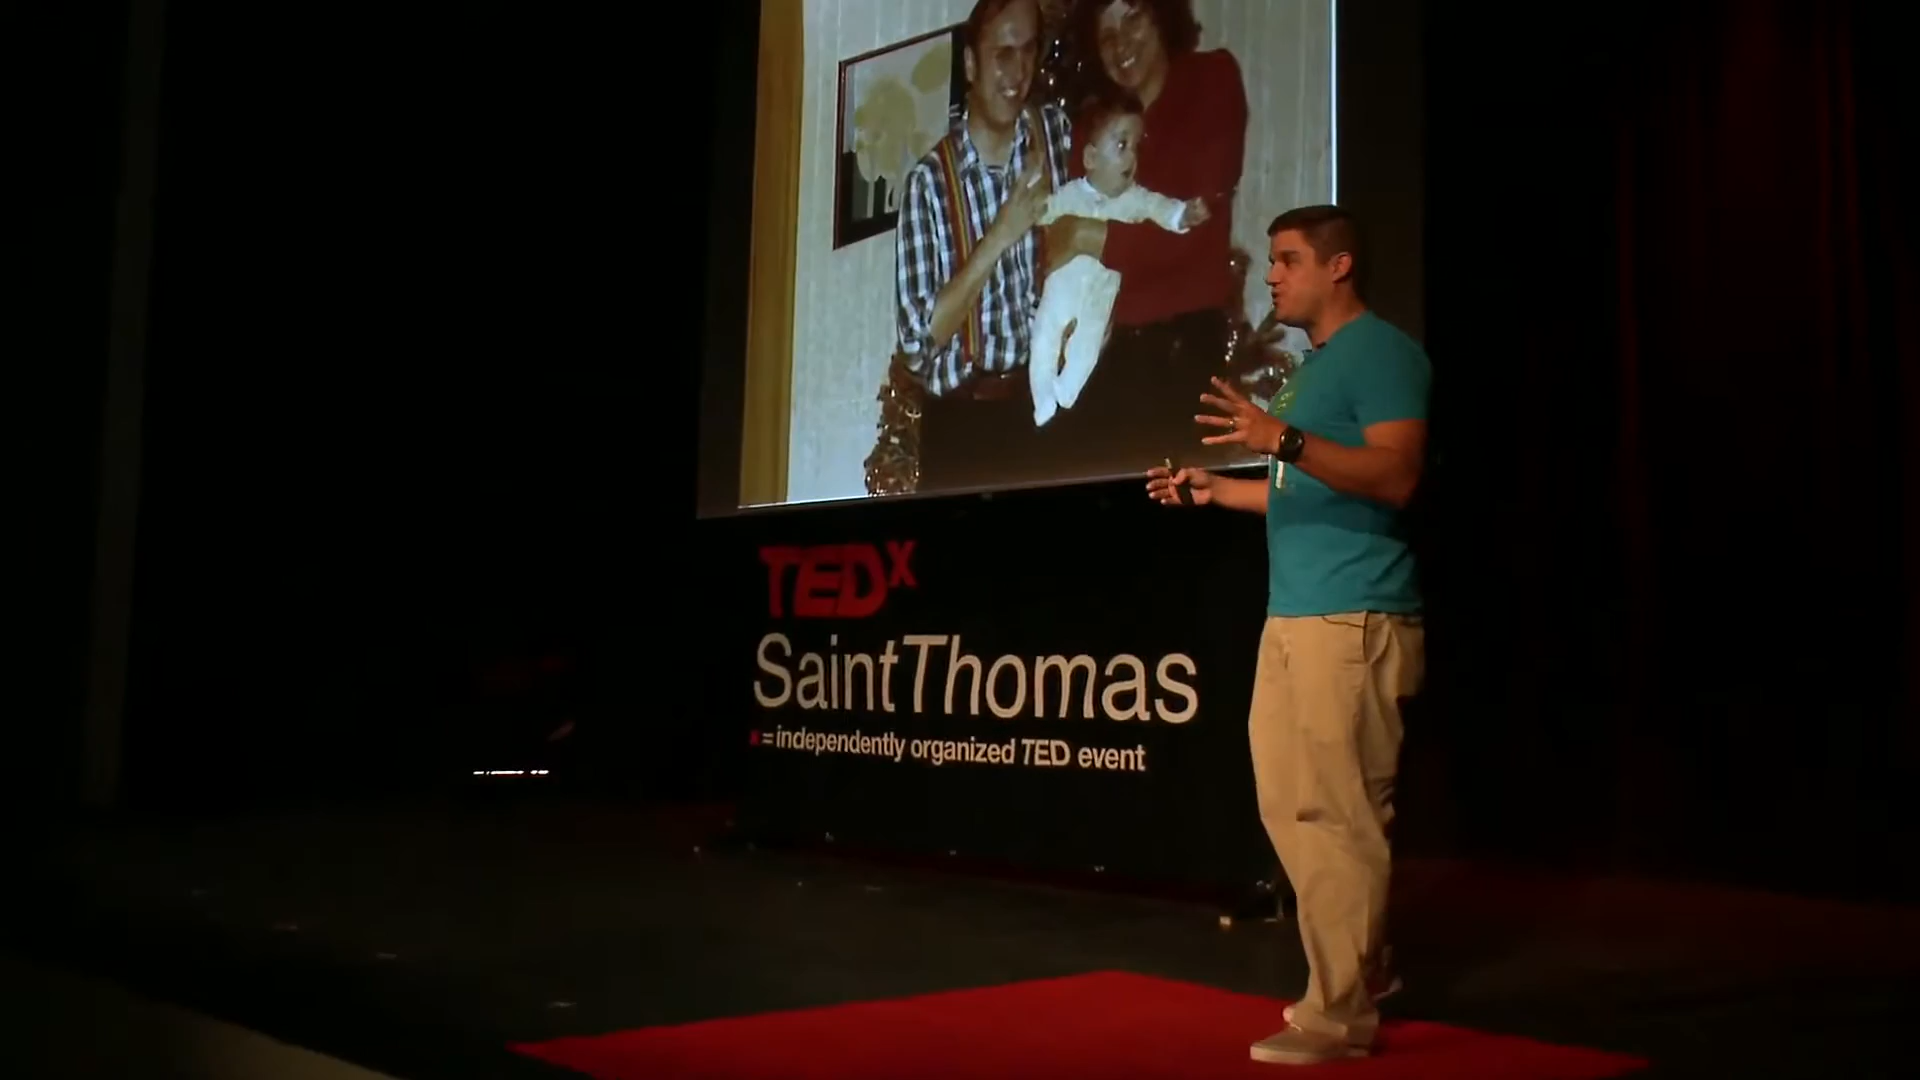 TEDx
SaintThomas
x = independently organized TED event